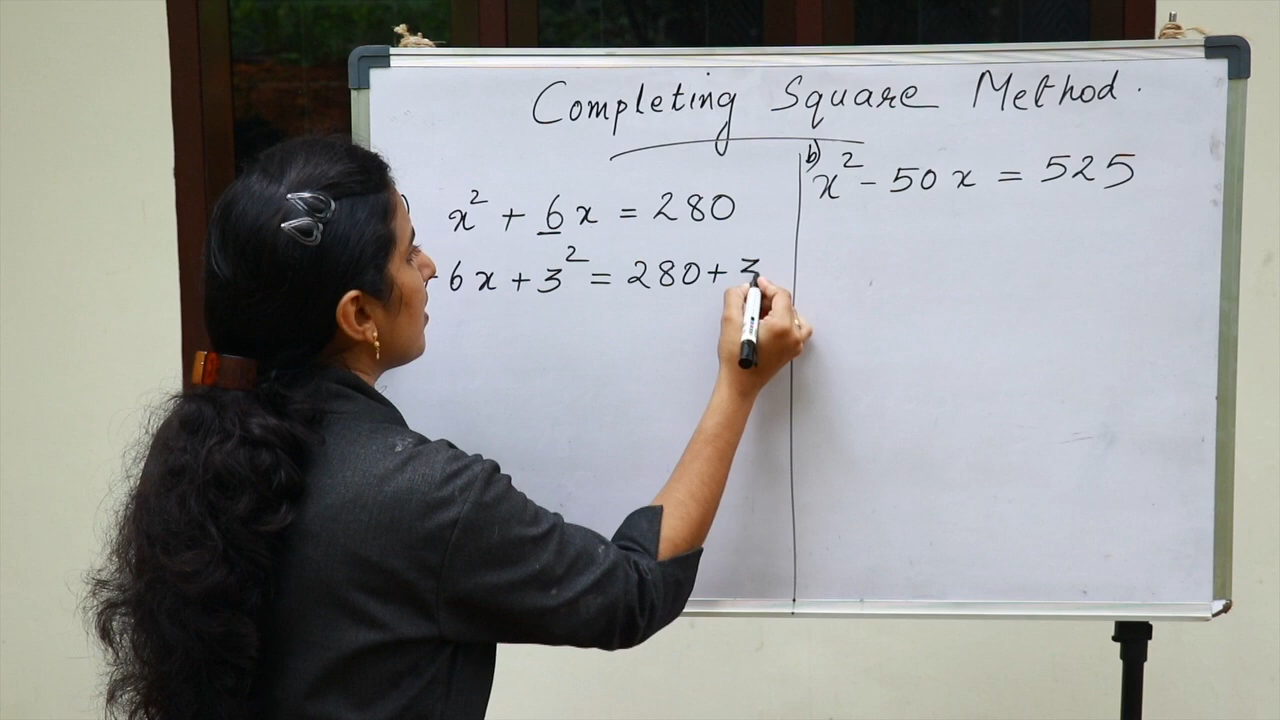 Completing Square Method.
) x² + 6x = 280
6x + 3² = 280 + 3
b) x² - 50x = 525